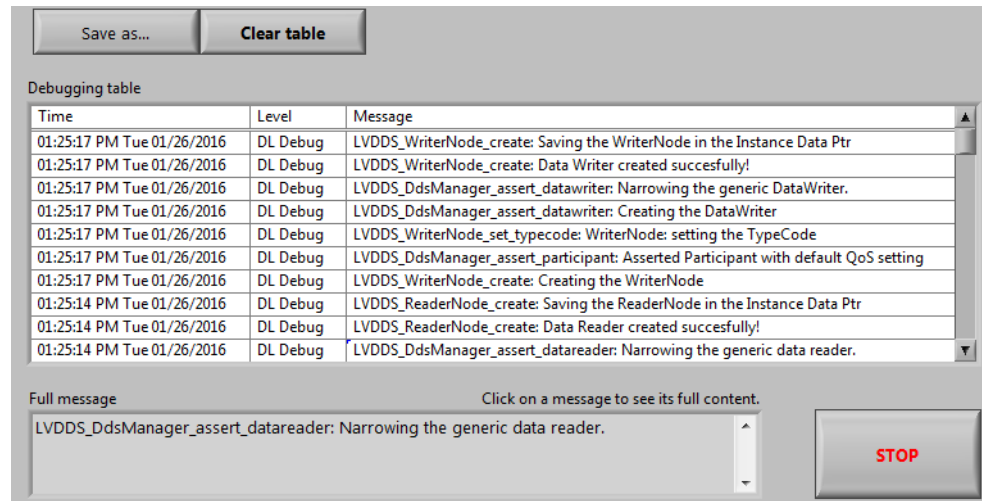 Save as... Clear table
Debugging table
Time Level Message
01:25:17 PM Tue 01/26/2016 DL Debug LVDDS_WriterNode_create: Saving the WriterNode in the Instance Data Ptr
01:25:17 PM Tue 01/26/2016 DL Debug LVDDS_WriterNode_create: Data Writer created succesfully!
01:25:17 PM Tue 01/26/2016 DL Debug LVDDS_DdsManager_assert_datawriter: Narrowing the generic DataWriter.
01:25:17 PM Tue 01/26/2016 DL Debug LVDDS_DdsManager_assert_datawriter: Creating the DataWriter
01:25:17 PM Tue 01/26/2016 DL Debug LVDDS_WriterNode_set_typecode: WriterNode: setting the TypeCode
01:25:17 PM Tue 01/26/2016 DL Debug LVDDS_DdsManager_assert_participant: Asserted Participant with default QoS setting
01:25:17 PM Tue 01/26/2016 DL Debug LVDDS_WriterNode_create: Creating the WriterNode
01:25:14 PM Tue 01/26/2016 DL Debug LVDDS_ReaderNode_create: Saving the ReaderNode in the Instance Data Ptr
01:25:14 PM Tue 01/26/2016 DL Debug LVDDS_ReaderNode_create: Data Reader created succesfully!
01:25:14 PM Tue 01/26/2016 DL Debug LVDDS_DdsManager_assert_datareader: Narrowing the generic data reader.
Full message Click on a message to see its full content.
LVDDS_DdsManager_assert_datareader: Narrowing the generic data reader.
STOP